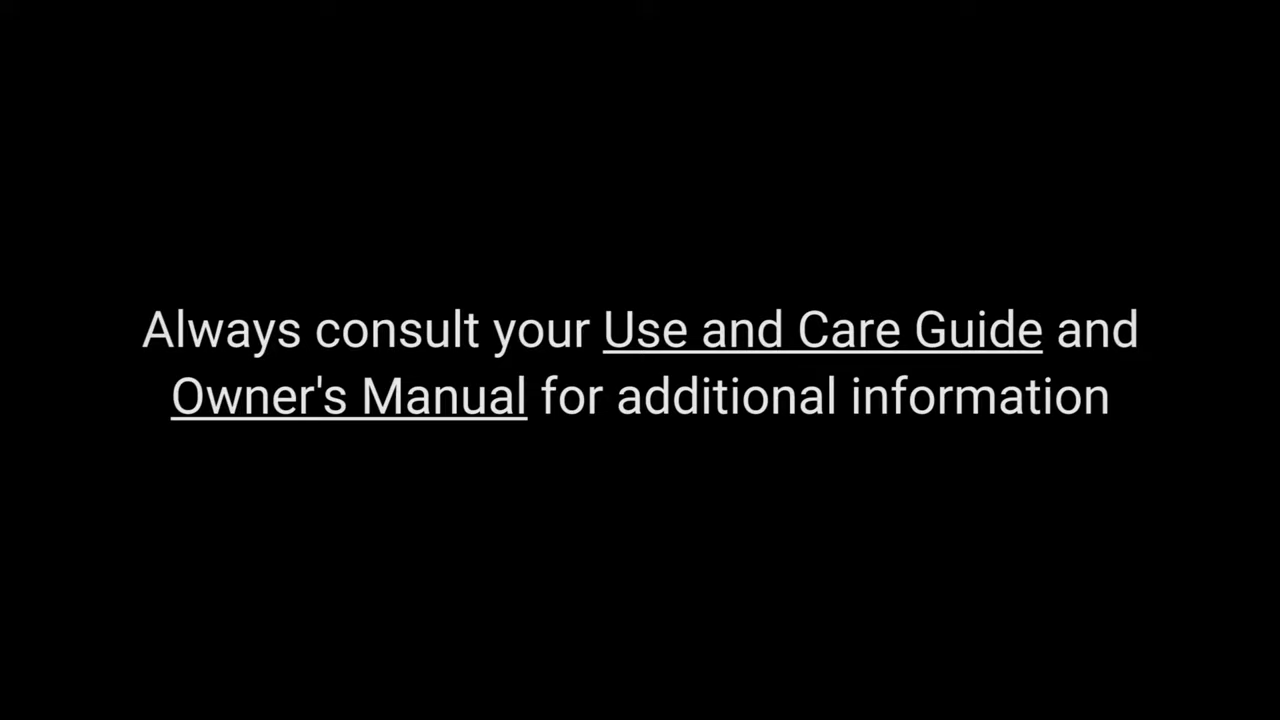 Always consult your Use and Care Guide and
Owner's Manual for additional information